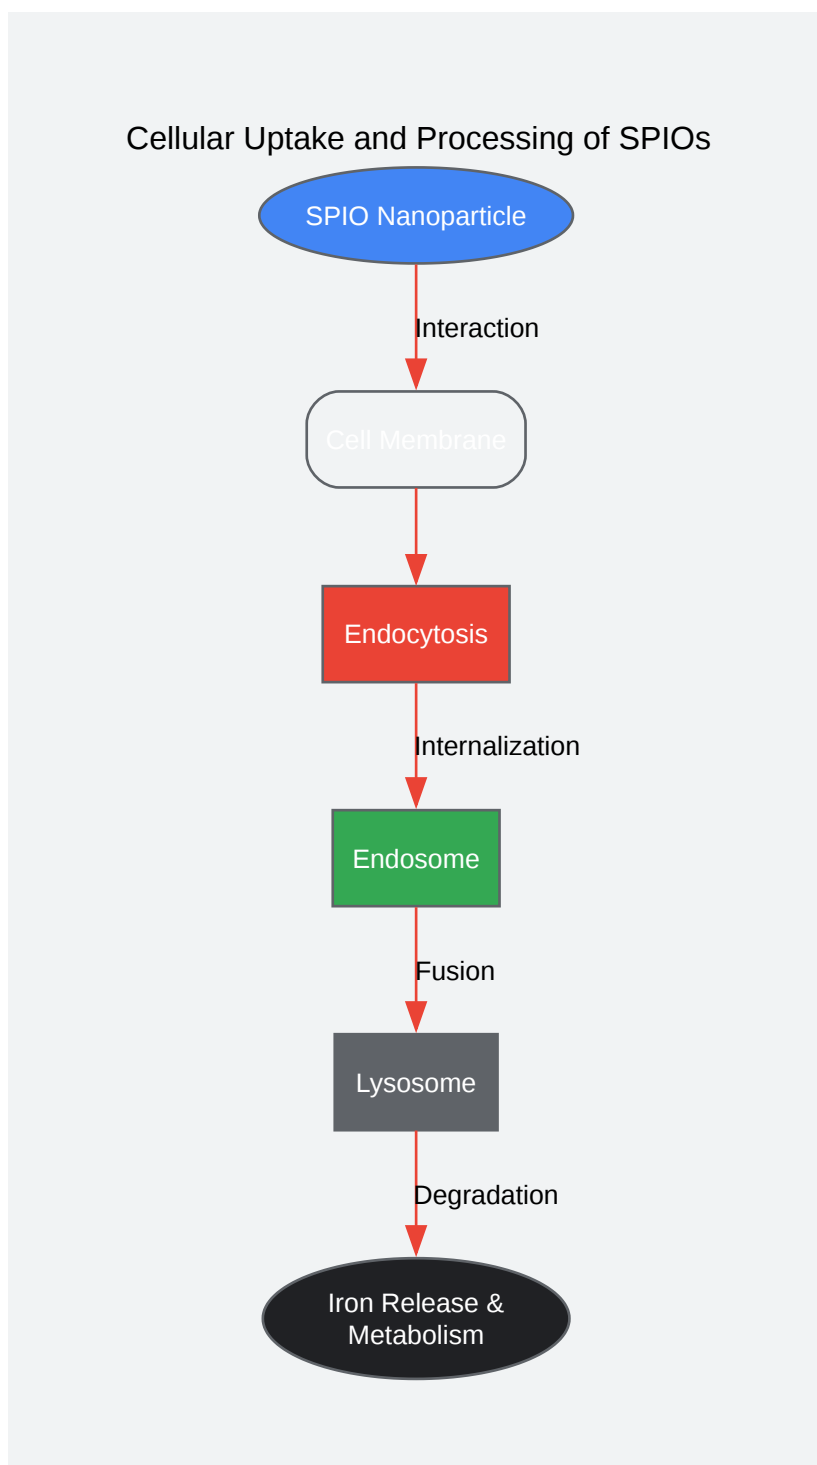 Cellular Uptake and Processing of SPIOs
SPIO Nanoparticle
Interaction
Cell Membrane
Endocytosis
Internalization
Endosome
Fusion
Lysosome
Degradation
Iron Release &
Metabolism